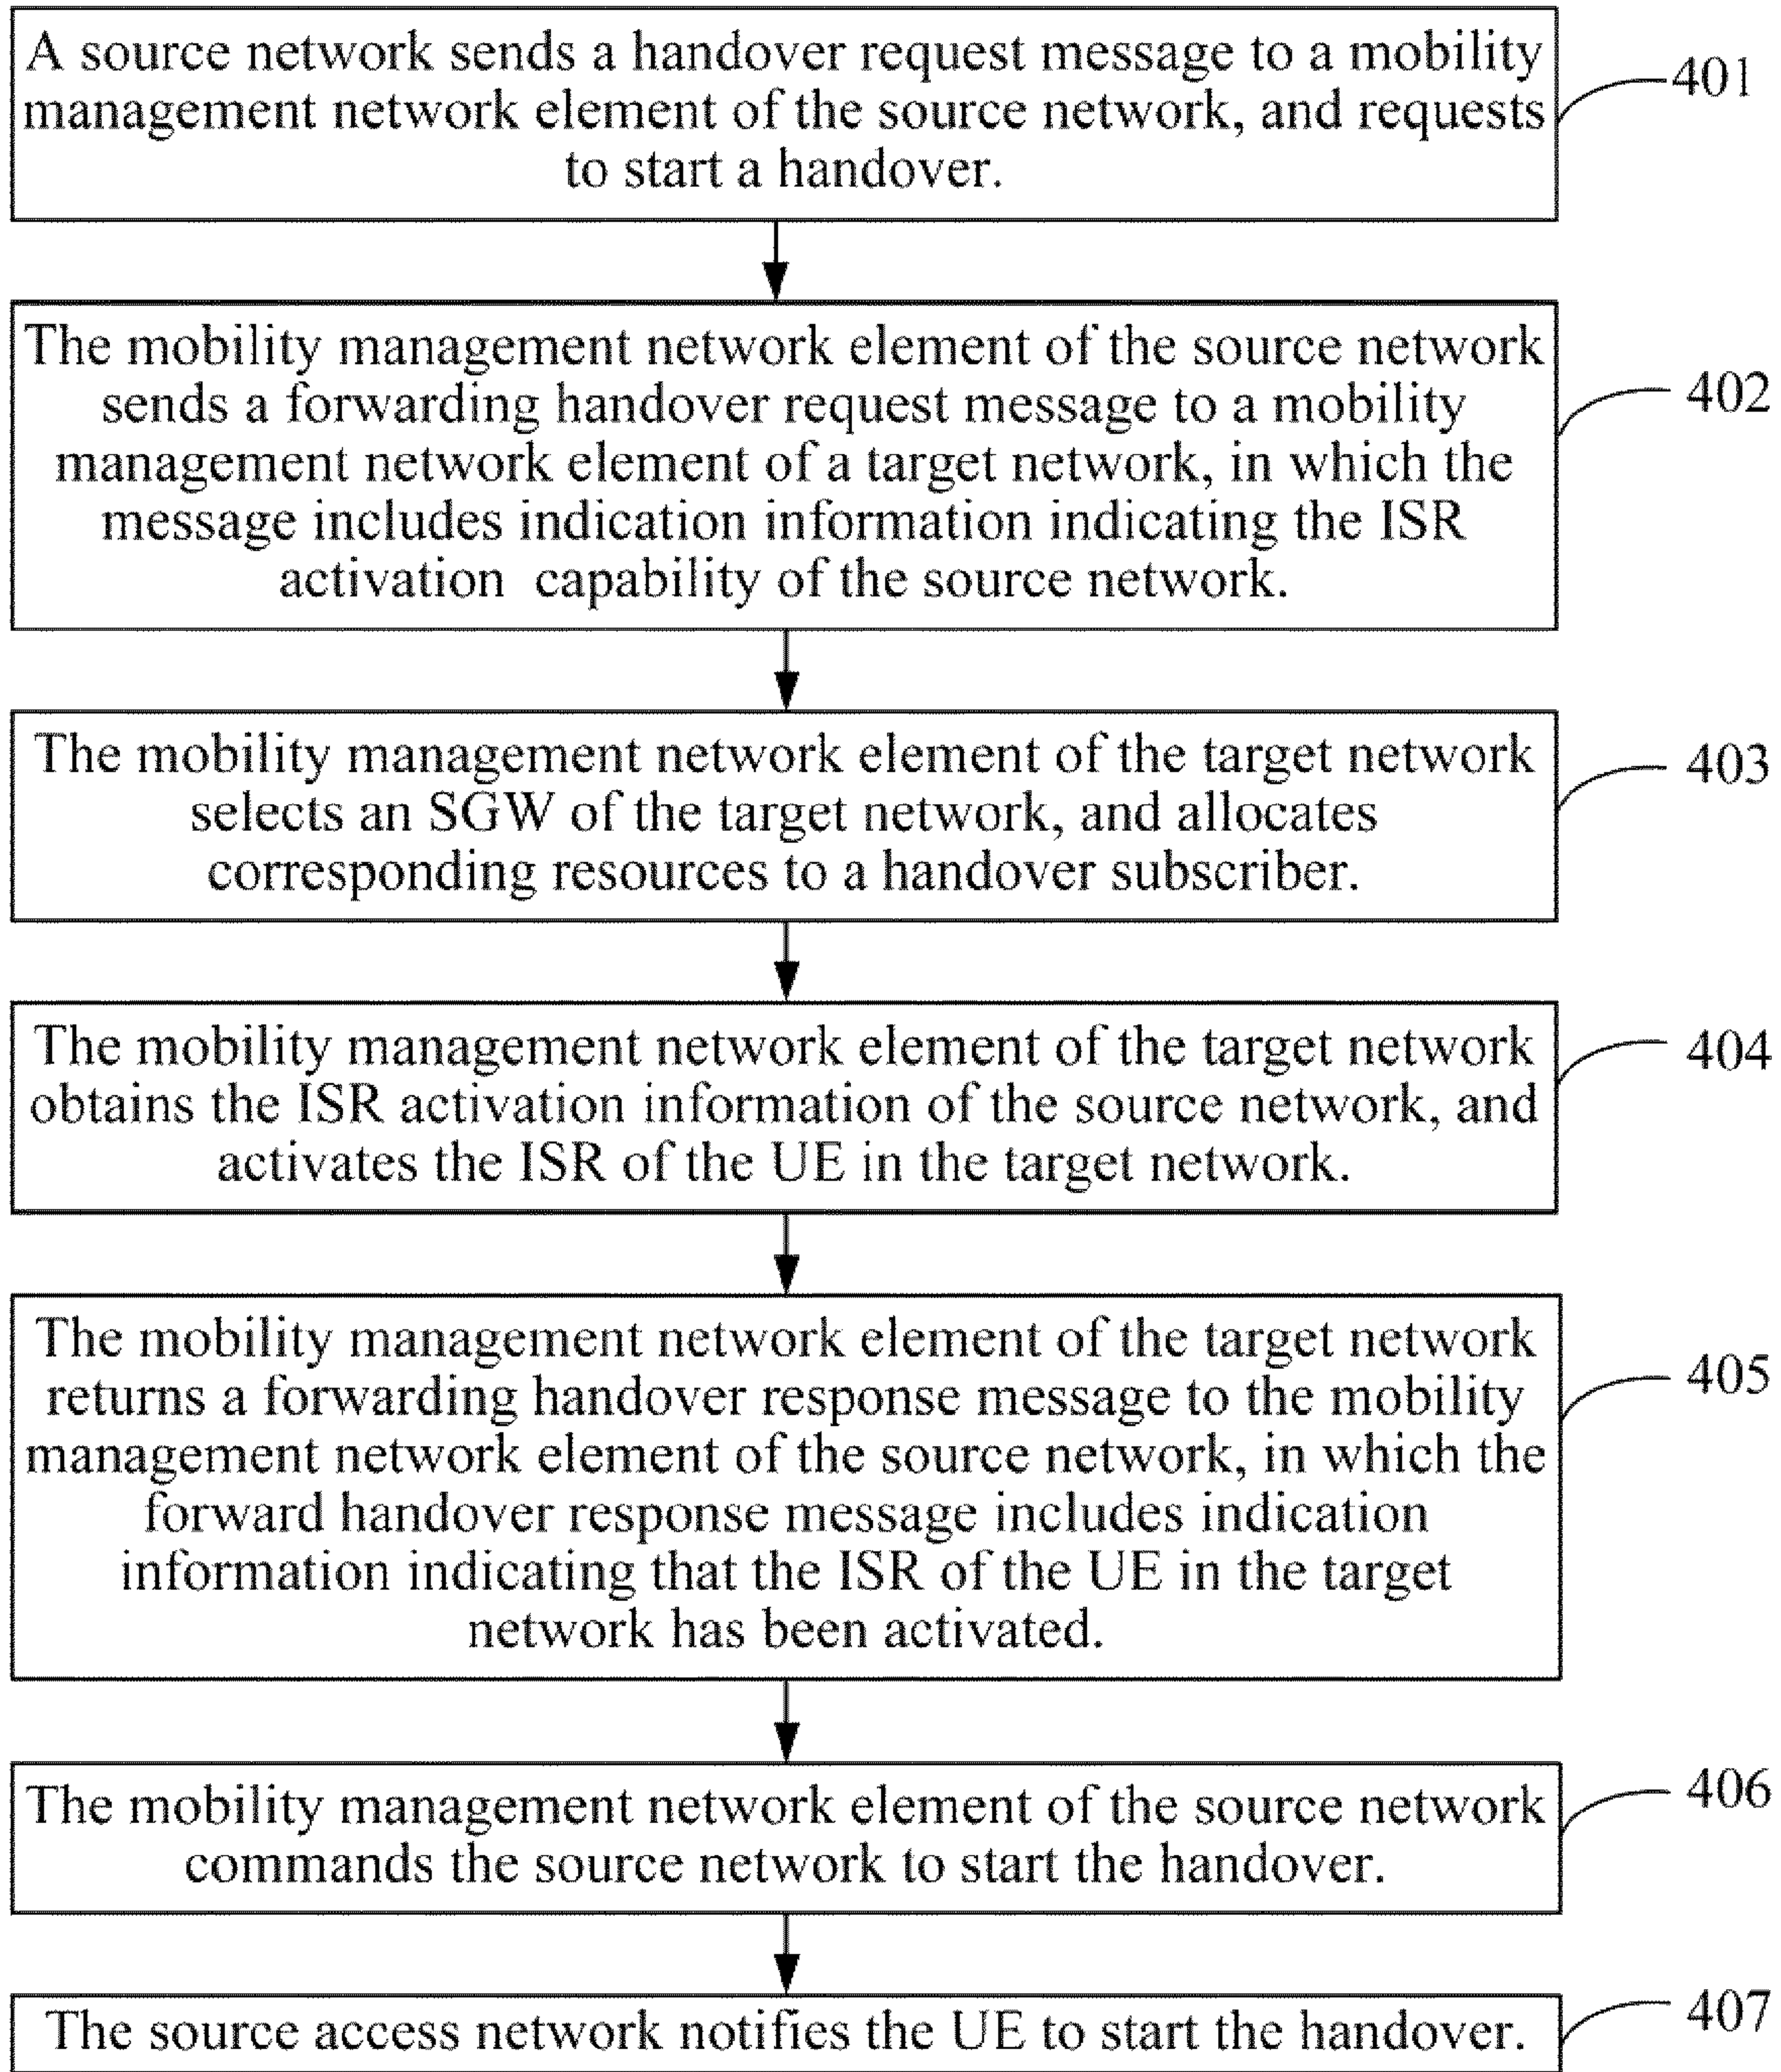 A source network sends a handover request message to a mobility
management network element of the source network, and requests
to start a handover.
401
The mobility management network element of the source network
sends a forwarding handover request message to a mobility
management network element of a target network, in which the
message includes indication information indicating the ISR
activation capability of the source network.
402
The mobility management network element of the target network
selects an SGW of the target network, and allocates
corresponding resources to a handover subscriber.
403
The mobility management network element of the target network
obtains the ISR activation information of the source network, and
activates the ISR of the UE in the target network.
404
The mobility management network element of the target network
returns a forwarding handover response message to the mobility
management network element of the source network, in which the
forward handover response message includes indication
information indicating that the ISR of the UE in the target
network has been activated.
405
The mobility management network element of the source network
commands the source network to start the handover.
406
The source access network notifies the UE to start the handover.
407